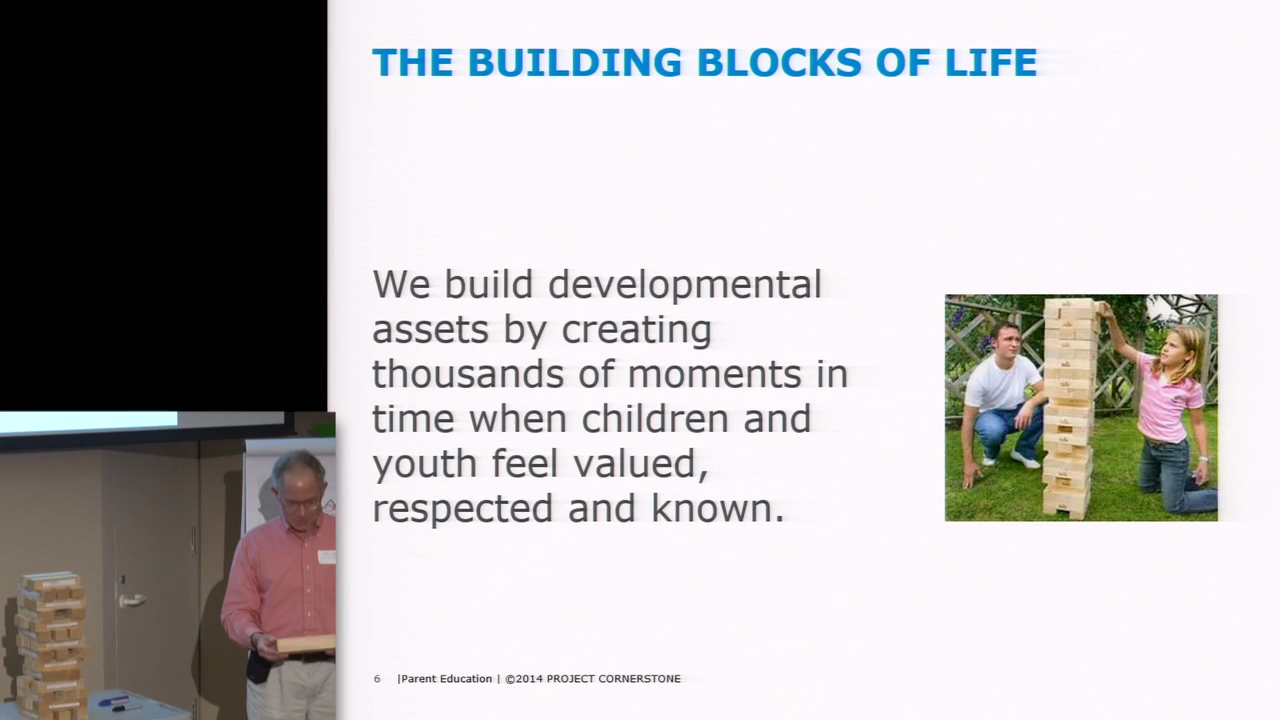 THE BUILDING BLOCKS OF LIFE
We build developmental
assets by creating
thousands of moments in
time when children and
youth feel valued,
respected and known.
6 |Parent Education | ©2014 PROJECT CORNERSTONE